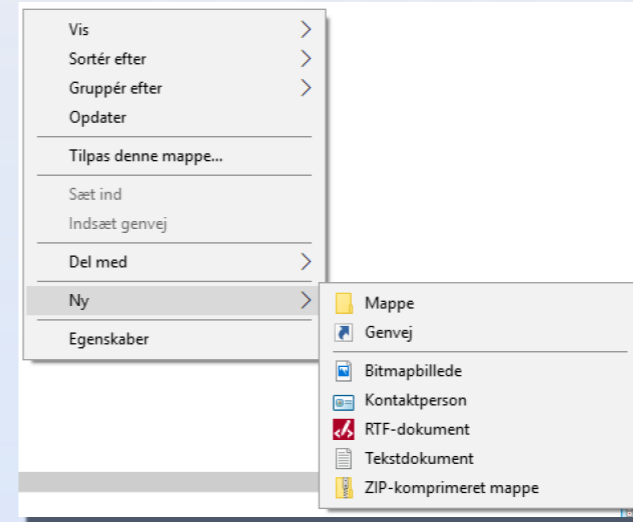 Vis
Sortér efter
Gruppér efter
Opdater
Tilpas denne mappe...
Sæt ind
Indsæt genvej
Del med
Ny
Egenskaber
Mappe
Genvej
Bitmapbillede
Kontaktperson
RTF-dokument
Tekstdokument
ZIP-komprimeret mappe